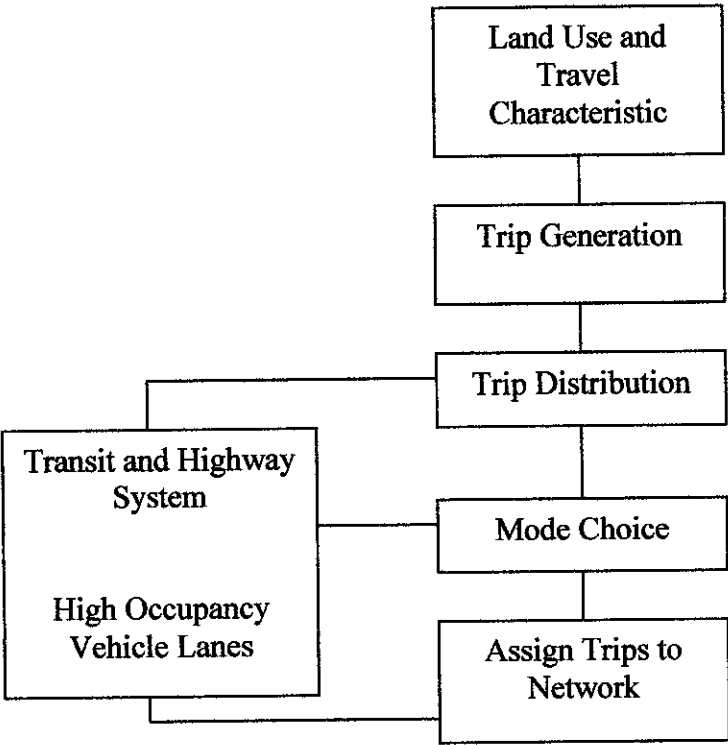 Land Use and
Travel
Characteristic
Trip Generation
Trip Distribution
Transit and Highway
System
High Occupancy
Vehicle Lanes
Mode Choice
Assign Trips to
Network